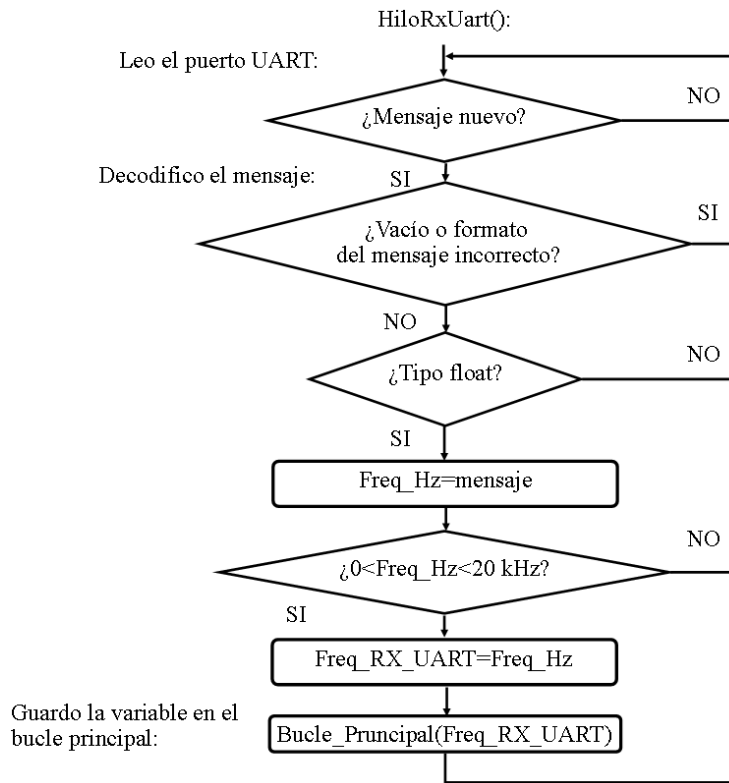 HiloRxUart():
Leo el puerto UART:
NO
¿Mensaje nuevo?
Decodifico el mensaje:
SI
SI
¿Vacío o formato
del mensaje incorrecto?
NO
NO
¿Tipo float?
SI
Freq_Hz=mensaje
NO
¿0<Freq_Hz<20 kHz?
SI
Freq_RX_UART=Freq_Hz
Guardo la variable en el
bucle principal:
Bucle_Pruncipal(Freq_RX_UART)